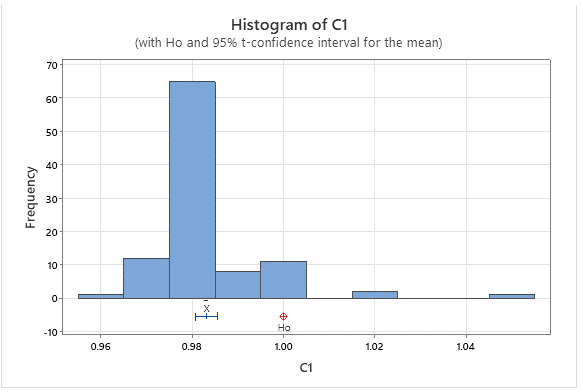 Histogram of C1
(with Ho and 95% t-confidence interval for the mean)
70
60
50
40
30
20
10
0
-10
Frequency
X̄
Ho
0.96 0.98 1.00 1.02 1.04
C1